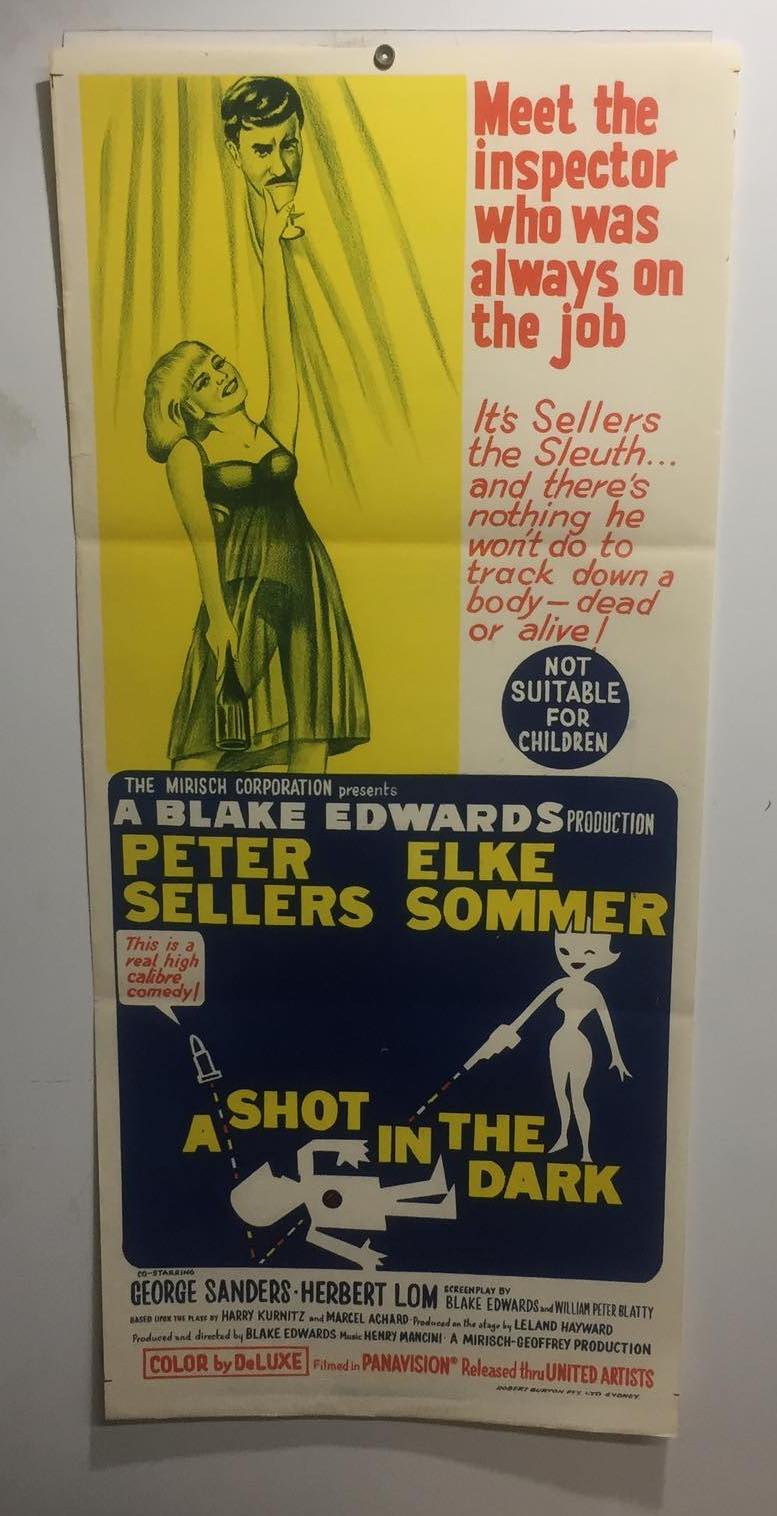 Meet the
inspector
who was
always on
the job
It's Sellers
the Sleuth...
and there's
nothing he
won't do to
track down a
body — dead
or alive!
NOT
SUITABLE
FOR
CHILDREN
THE MIRISCH CORPORATION presents
A BLAKE EDWARDS PRODUCTION
PETER ELKE
SELLERS SOMMER
This is a
real high
calibre
comedy!
A SHOT IN THE
DARK
CO-STARRING
GEORGE SANDERS · HERBERT LOM SCREENPLAY BY
BLAKE EDWARDS and WILLIAM PETER BLATTY
BASED UPON THE PLAYS BY HARRY KURNITZ and MARCEL ACHARD · Produced on the stage by LELAND HAYWARD
Produced and directed by BLAKE EDWARDS Music HENRY MANCINI · A MIRISCH-GEOFFREY PRODUCTION
COLOR by DeLUXE Filmed in PANAVISION® Released thru UNITED ARTISTS
ROBERT BURTON PTY. LTD SYDNEY.